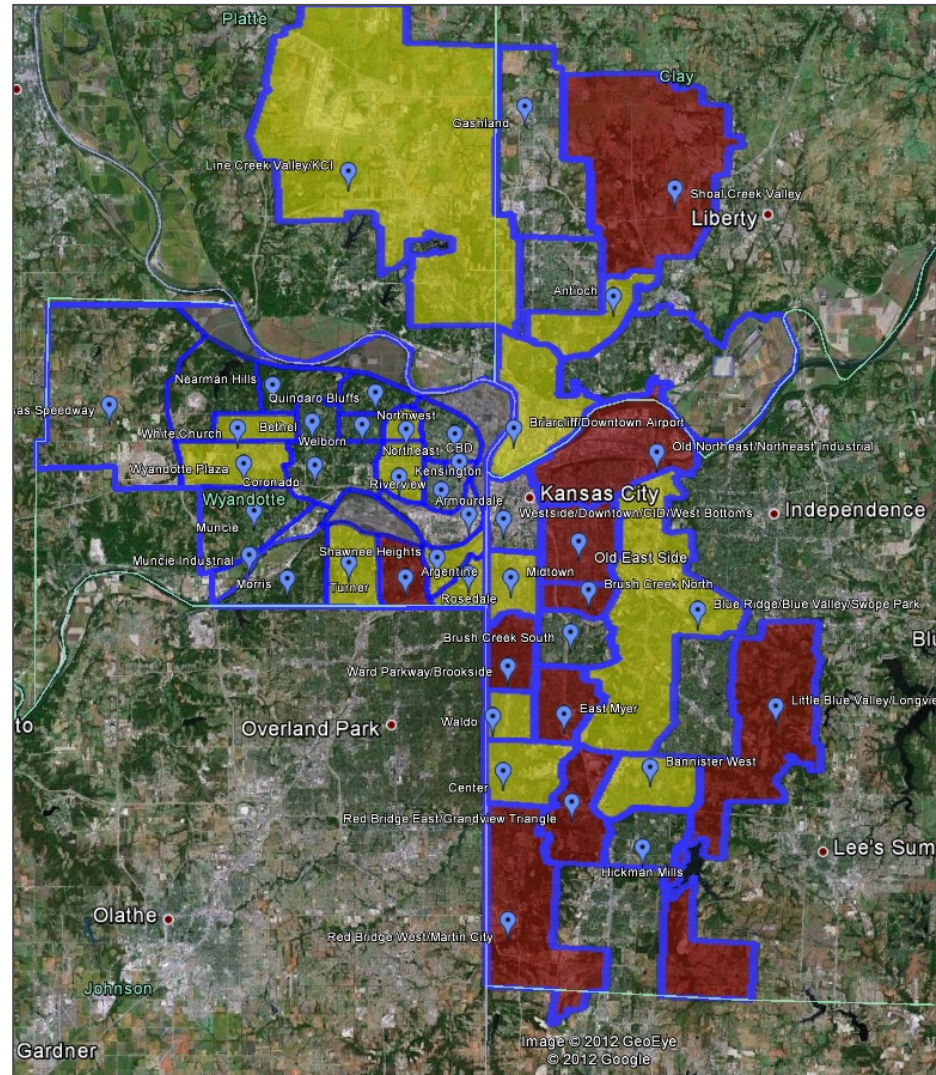 Platte
Clay
Gashland
Line Creek Valley/KCI
Shoal Creek Valley
Liberty
Antioch
Nearman Hills
Quindaro Bluffs
sas Speedway
Northwest
White Church
Bethel
Welborn
Briarcliff/Downtown Airport
CBD
Northeast
Old Northeast/Northeast Industrial
Wyandotte Plaza
Kensington
Coronado
Riverview
Armourdale
Kansas City
Wyandotte
Westside/Downtown/CID/West Bottoms
Independence
Muncie
Shawnee Heights
Old East Side
Muncie Industrial
Argentine
Midtown
Morris
Turner
Brush Creek North
Rosedale
Blue Ridge/Blue Valley/Swope Park
Brush Creek South
Blu
Ward Parkway/Brookside
Little Blue Valley/Longvie
to
Overland Park
Waldo
East Myer
Bannister West
Center
Red Bridge East/Grandview Triangle
Lee's Sum
Hickman Mills
Olathe
Red Bridge West/Martin City
Johnson
Gardner
Image © 2012 GeoEye
© 2012 Google